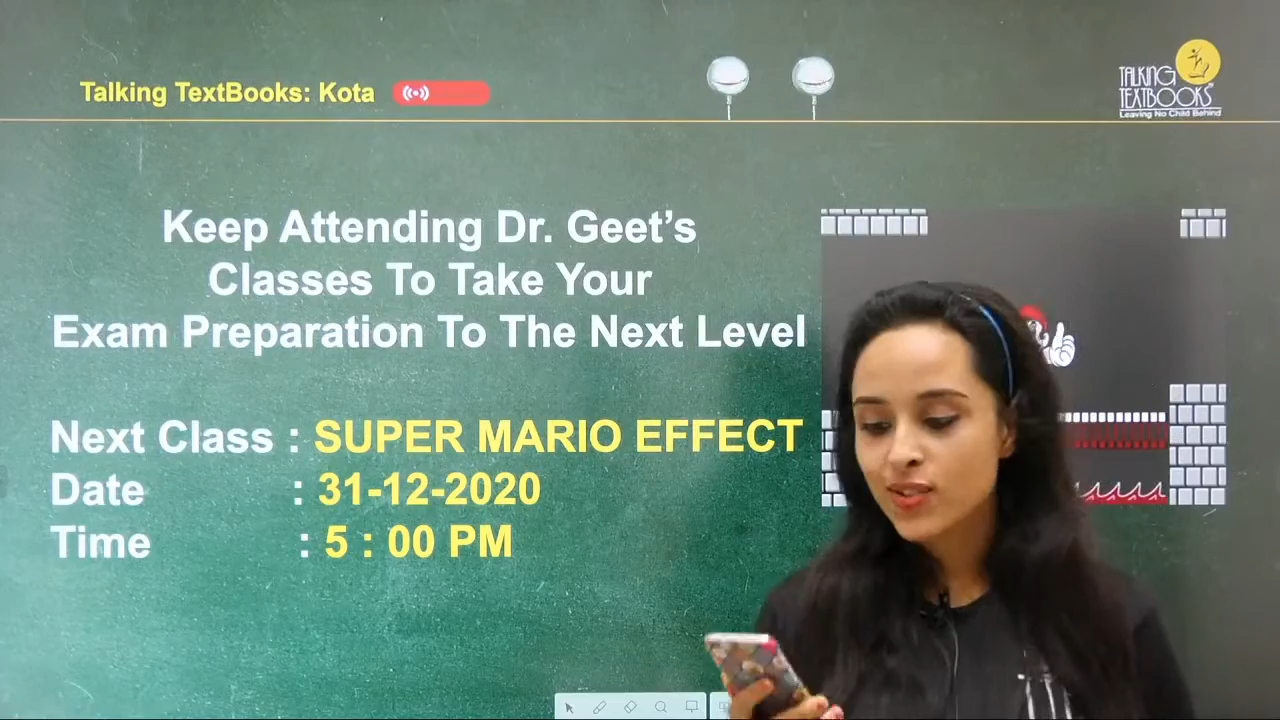 Talking TextBooks: Kota
TALKING
TEXTBOOKS
Leaving No Child Behind
Keep Attending Dr. Geet’s
Classes To Take Your
Exam Preparation To The Next Level
Next Class : SUPER MARIO EFFECT
Date : 31-12-2020
Time : 5 : 00 PM